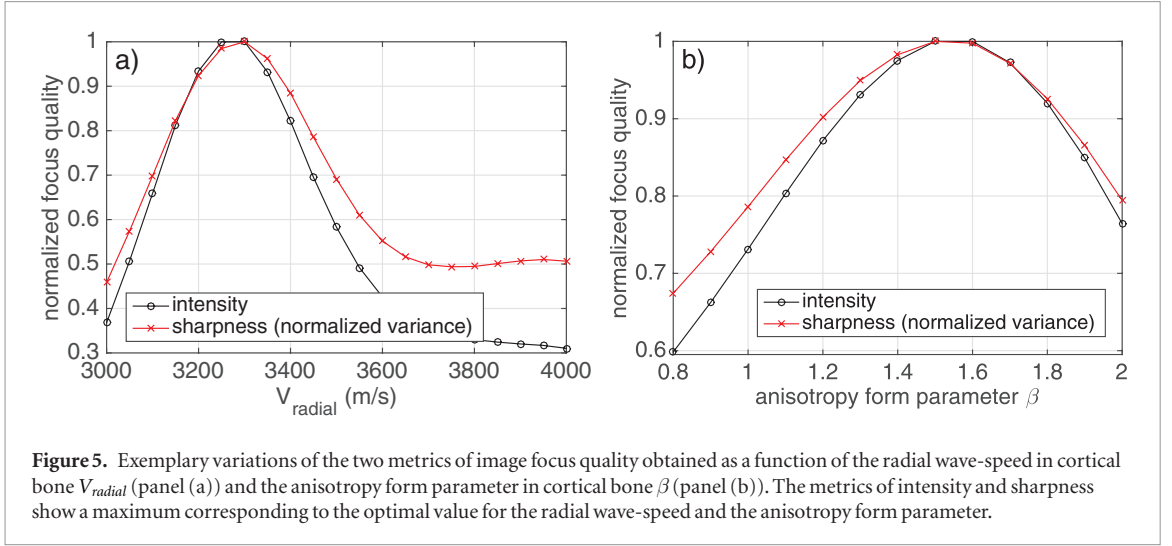 a)
normalized focus quality
1
0.9
0.8
0.7
0.6
0.5
0.4
0.3
intensity
sharpness (normalized variance)
3000 3200 3400 3600 3800 4000
V_radial (m/s)
b)
normalized focus quality
1
0.9
0.8
0.7
0.6
intensity
sharpness (normalized variance)
0.8 1 1.2 1.4 1.6 1.8 2
anisotropy form parameter β
Figure 5. Exemplary variations of the two metrics of image focus quality obtained as a function of the radial wave-speed in cortical
bone V_radial (panel (a)) and the anisotropy form parameter in cortical bone β (panel (b)). The metrics of intensity and sharpness
show a maximum corresponding to the optimal value for the radial wave-speed and the anisotropy form parameter.